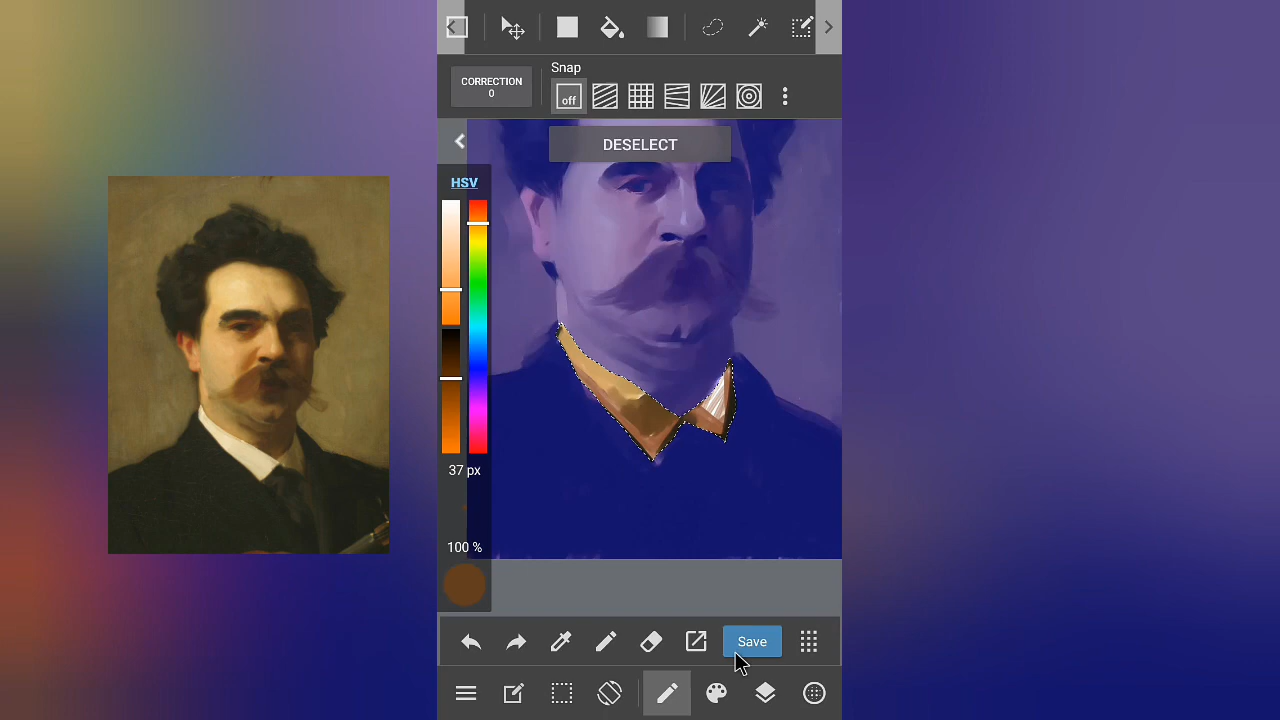 CORRECTION
0
Snap
off
DESELECT
HSV
37 px
100 %
Save